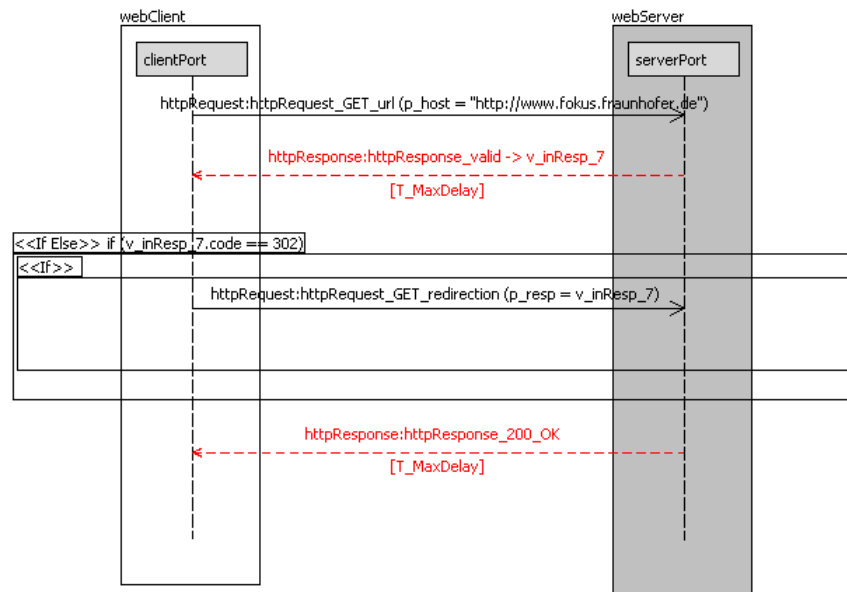 webClient
webServer
clientPort
serverPort
httpRequest:httpRequest_GET_url (p_host = "http://www.fokus.fraunhofer.de")
httpResponse:httpResponse_valid -> v_inResp_7
[T_MaxDelay]
<<If Else>> if (v_inResp_7.code == 302)
<<If>>
httpRequest:httpRequest_GET_redirection (p_resp = v_inResp_7)
httpResponse:httpResponse_200_OK
[T_MaxDelay]